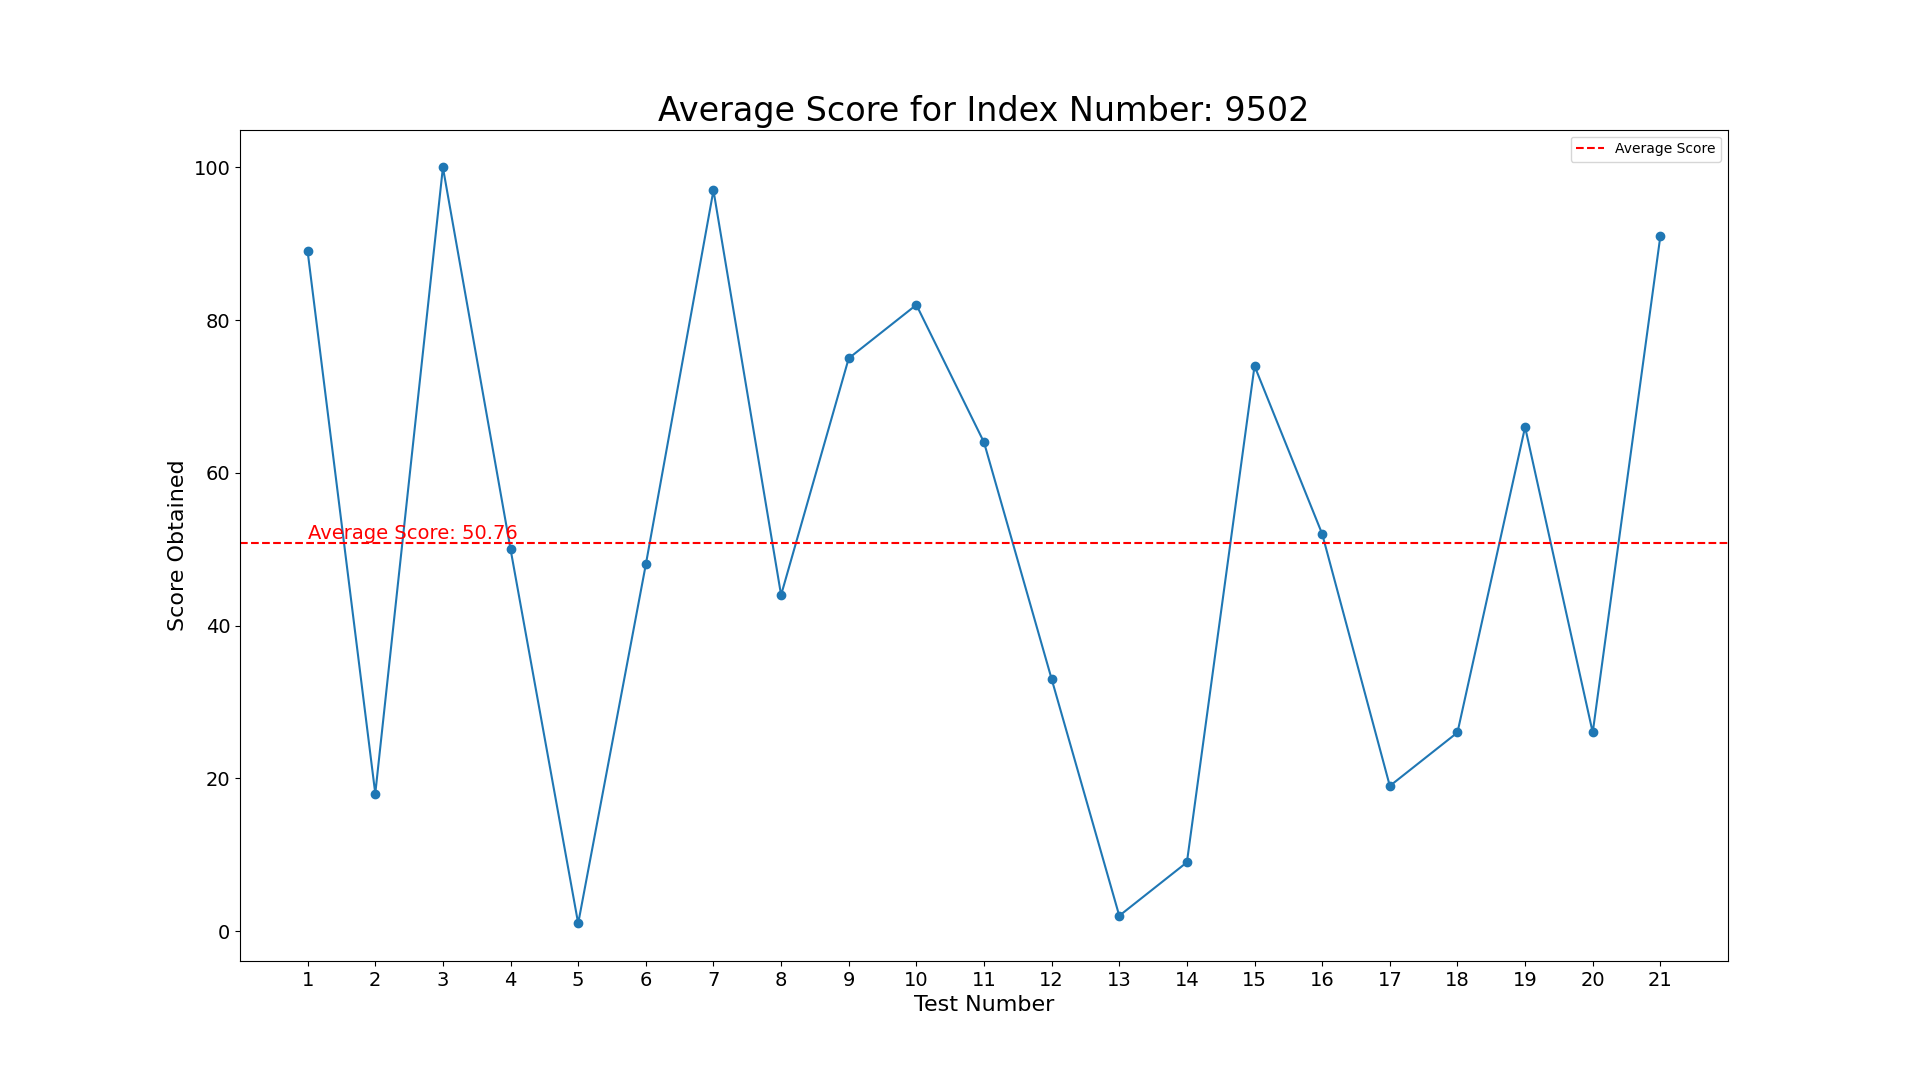 Average Score for Index Number: 9502
Average Score
100
80
60
40
20
0
Score Obtained
Average Score: 50.76
1 2 3 4 5 6 7 8 9 10 11 12 13 14 15 16 17 18 19 20 21
Test Number